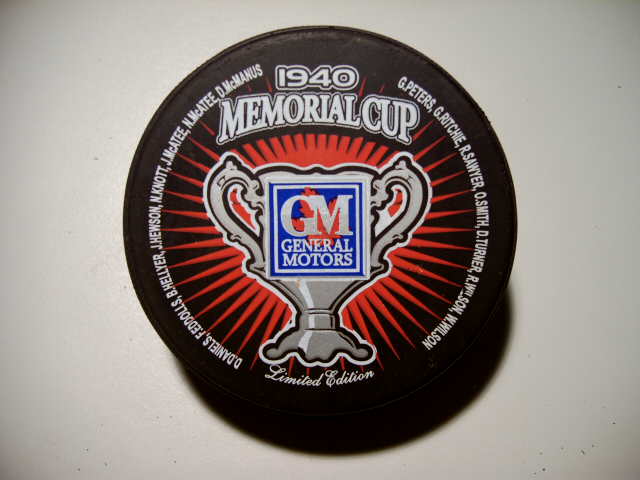 1940
MEMORIAL CUP
D.DANIELS, F.EDDOLLS, B.HELLYER, J.HEWSON, N.KNOTT, J.McATEE, N.McATEE, D.McMANUS
G.PETERS, G.RITCHIE, R.SAWYER, O.SMITH, D.TURNER, R.WILSON, W.WILSON
GM
GENERAL
MOTORS
Limited Edition